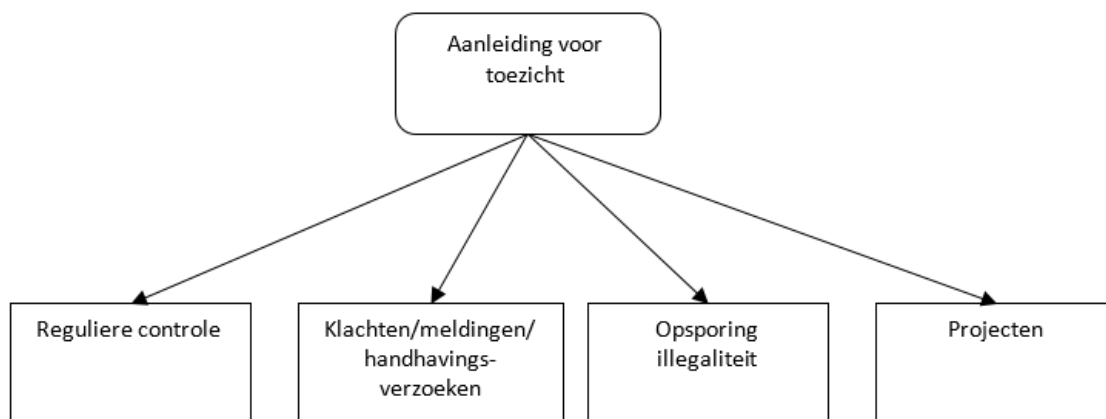 Aanleiding voor
toezicht
Reguliere controle
Klachten/meldingen/
handhavings-
verzoeken
Opsporing
illegaliteit
Projecten